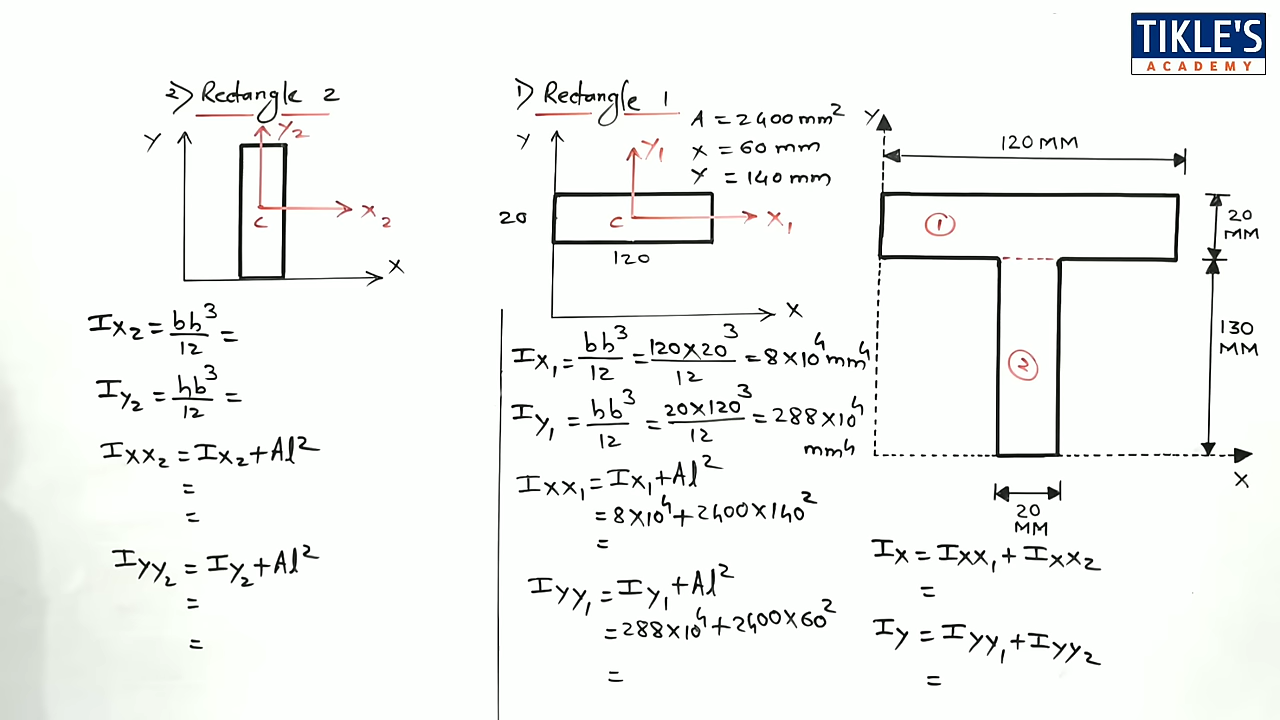 TIKLE'S
ACADEMY
2) Rectangle 2
Y
Y2
C
X2
X
Ix2 = bh³/12 =
Iy2 = hb³/12 =
Ixx2 = Ix2 + Al²
=
=
Iyy2 = Iy2 + Al²
=
=
1) Rectangle 1
A = 2400 mm²
X = 60 mm
Y = 140 mm
Y
Y1
20
C
X1
120
X
Ix1 = bh³/12 = 120×20³/12 = 8×10⁴ mm⁴
Iy1 = bh³/12 = 20×120³/12 = 288×10⁴
mm⁴
Ixx1 = Ix1 + Al²
= 8×10⁴ + 2400×140²
=
Iyy1 = Iy1 + Al²
= 288×10⁴ + 2400×60²
=
Y
120 MM
1
20
MM
2
130
MM
X
20
MM
Ix = Ixx1 + Ixx2
=
Iy = Iyy1 + Iyy2
=